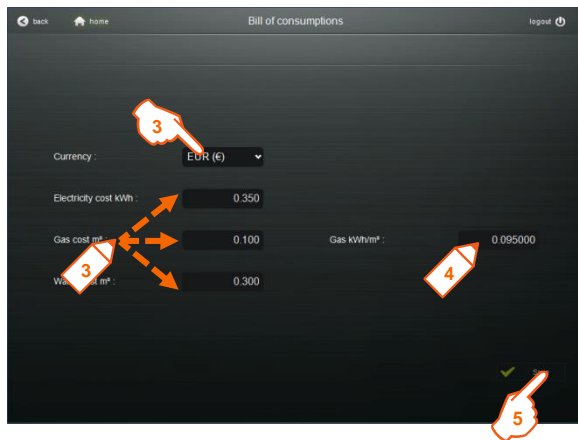 back home Bill of consumptions logout
3
Currency : EUR (€)
Electricity cost kWh : 0.350
Gas cost m³ : 0.100 Gas kWh/m³ : 0.095000
3 4
m³ : 0.300
5